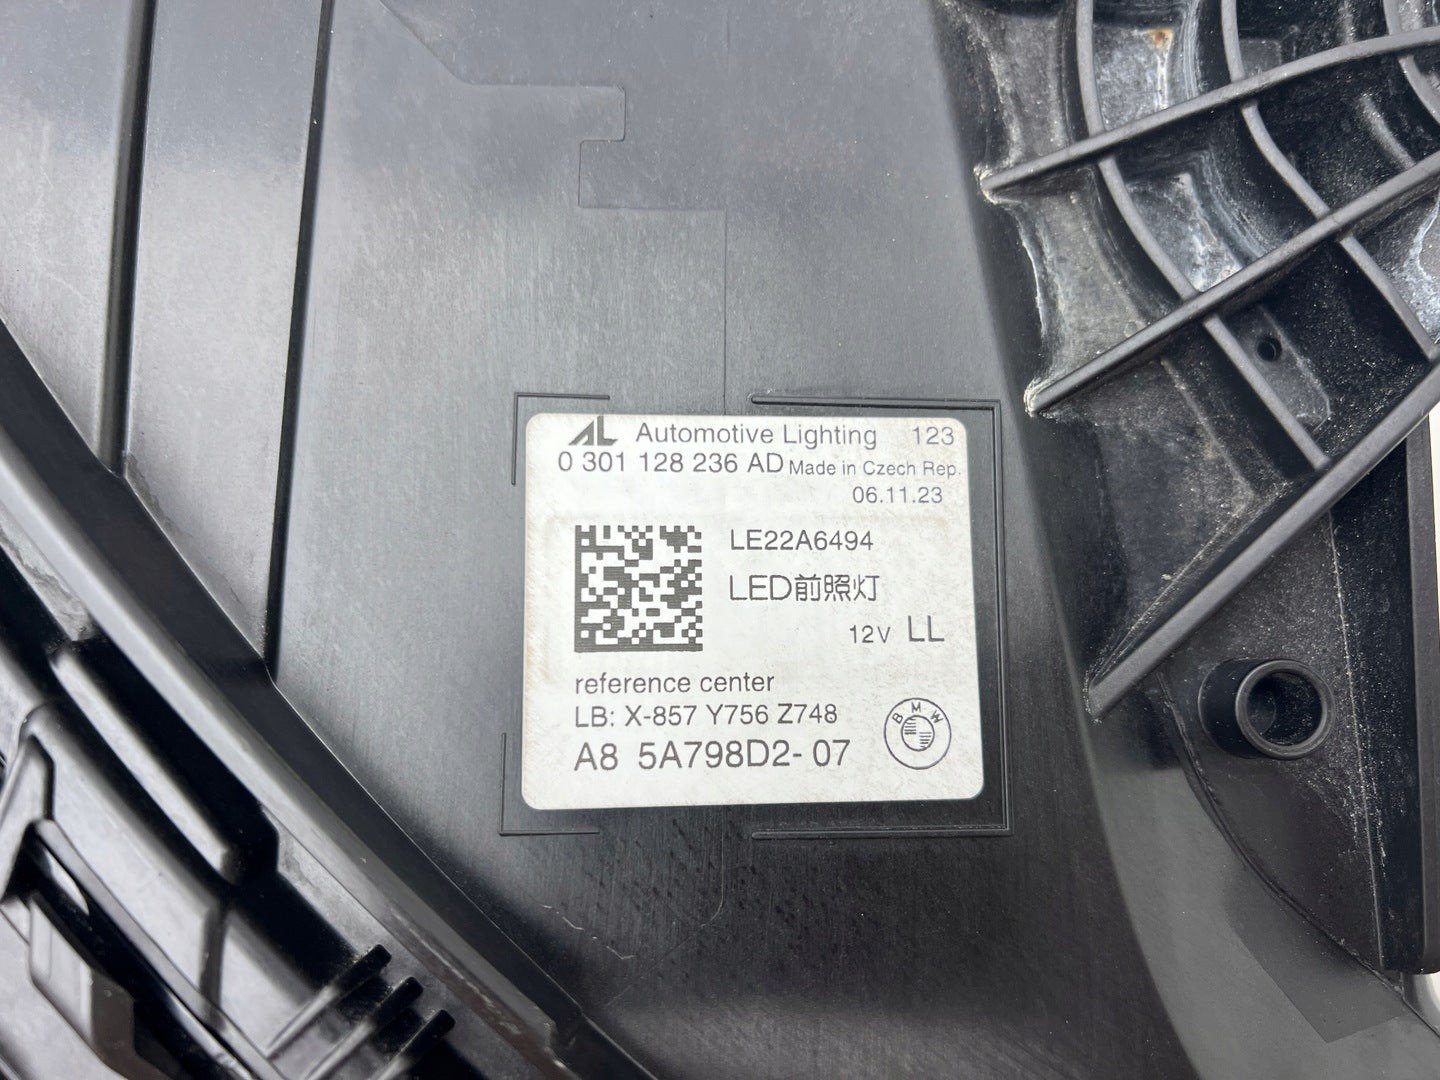 AL Automotive Lighting 123
0 301 128 236 AD Made in Czech Rep.
06.11.23
LE22A6494
LED前照灯
12V LL
reference center
LB: X-857 Y756 Z748
A8 5A798D2- 07
BMW